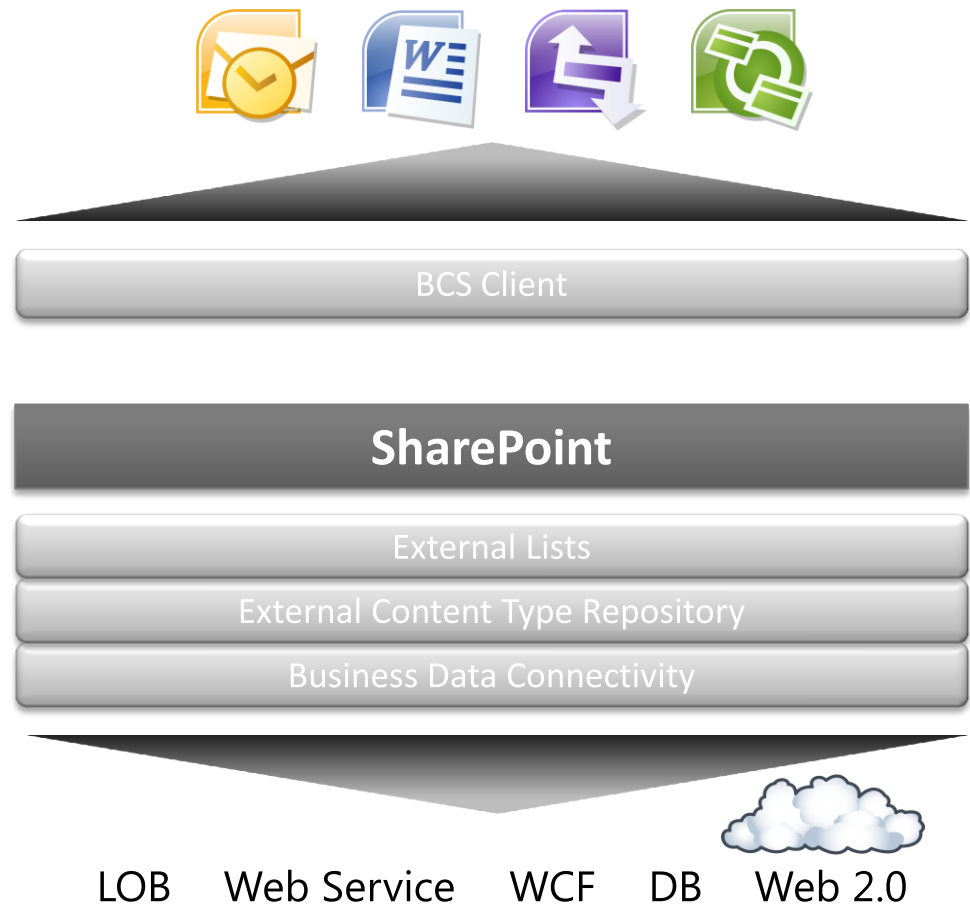 W
BCS Client
SharePoint
External Lists
External Content Type Repository
Business Data Connectivity
LOB Web Service WCF DB Web 2.0